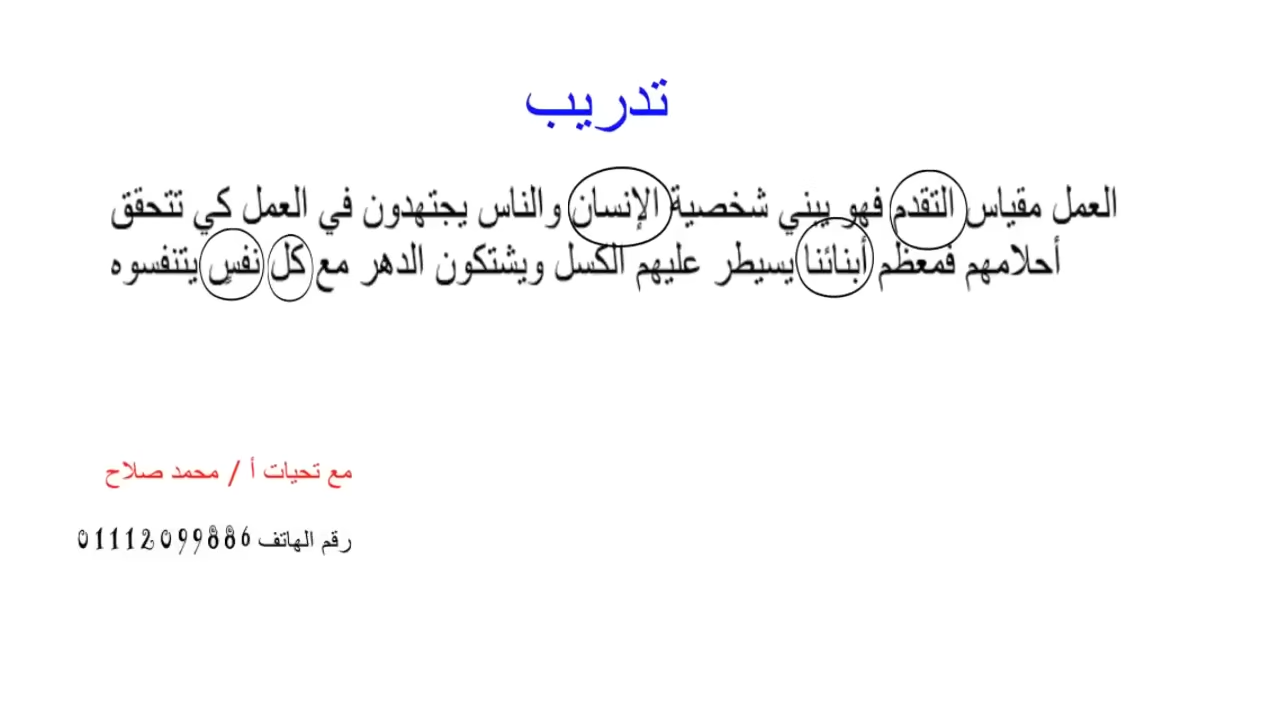 تدريب
العمل مقياس التقدم فهو يبني شخصية الإنسان والناس يجتهدون في العمل كي تتحقق
أحلامهم فمعظم أبنائنا يسيطر عليهم الكسل ويشتكون الدهر مع كل نفسٍ يتنفسوه
مع تحيات أ / محمد صلاح
رقم الهاتف 01112099886